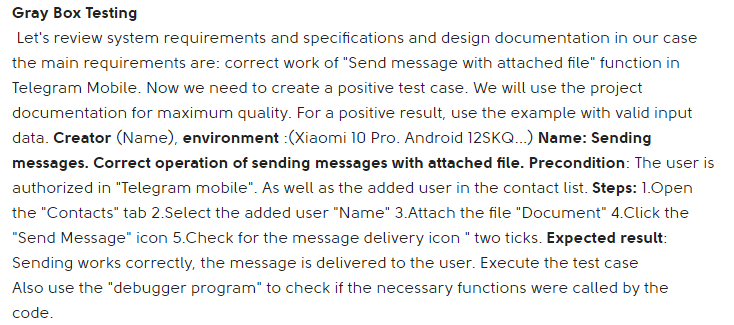 Gray Box Testing
Let's review system requirements and specifications and design documentation in our case
the main requirements are: correct work of "Send message with attached file" function in
Telegram Mobile. Now we need to create a positive test case. We will use the project
documentation for maximum quality. For a positive result, use the example with valid input
data. Creator (Name), environment :(Xiaomi 10 Pro. Android 12SKQ...) Name: Sending
messages. Correct operation of sending messages with attached file. Precondition: The user is
authorized in "Telegram mobile". As well as the added user in the contact list. Steps: 1.Open
the "Contacts" tab 2.Select the added user "Name" 3.Attach the file "Document" 4.Click the
"Send Message" icon 5.Check for the message delivery icon " two ticks. Expected result:
Sending works correctly, the message is delivered to the user. Execute the test case
Also use the "debugger program" to check if the necessary functions were called by the
code.